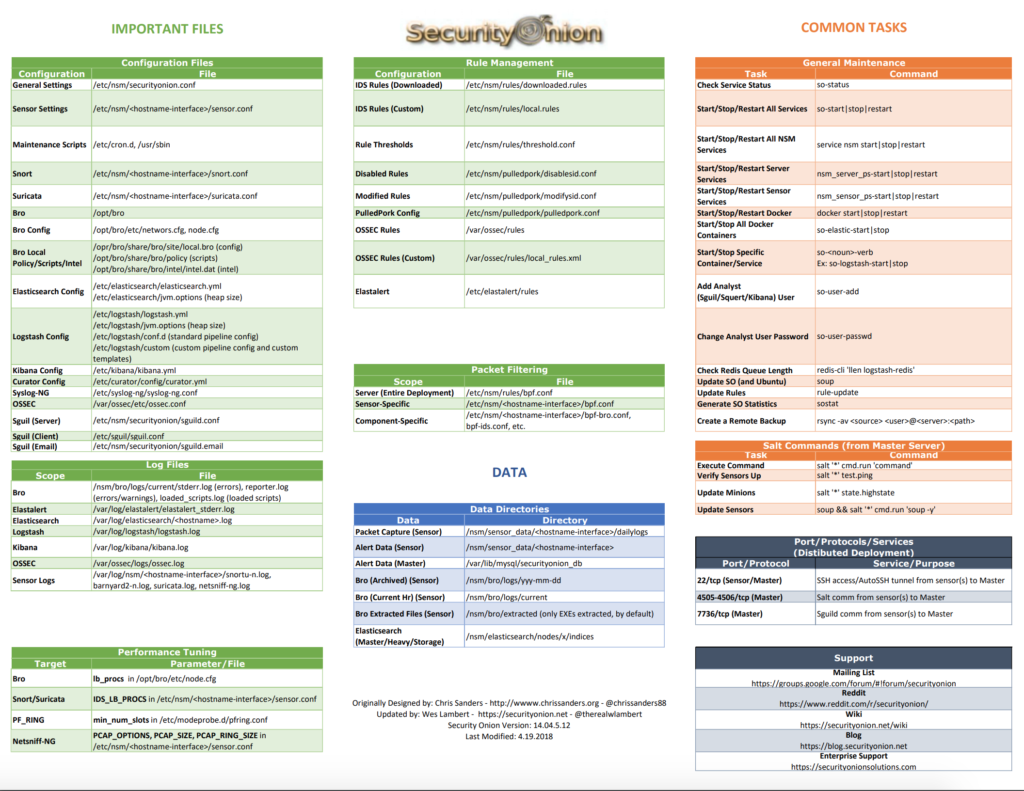 IMPORTANT FILES
Configuration Files
Configuration File
General Settings /etc/nsm/securityonion.conf
Sensor Settings /etc/nsm/<hostname-interface>/sensor.conf
Maintenance Scripts /etc/cron.d, /usr/sbin
Snort /etc/nsm/<hostname-interface>/snort.conf
Suricata /etc/nsm/<hostname-interface>/suricata.conf
Bro /opt/bro
Bro Config /opt/bro/etc/networs.cfg, node.cfg
Bro Local
Policy/Scripts/Intel
/opr/bro/share/bro/site/local.bro (config)
/opt/bro/share/bro/policy (scripts)
/opt/bro/share/bro/intel/intel.dat (intel)
Elasticsearch Config
/etc/elasticsearch/elasticsearch.yml
/etc/elasticsearch/jvm.options (heap size)
Logstash Config
/etc/logstash/logstash.yml
/etc/logstash/jvm.options (heap size)
/etc/logstash/conf.d (standard pipeline config)
/etc/logstash/custom (custom pipeline config and custom
templates)
Kibana Config /etc/kibana/kibana.yml
Curator Config /etc/curator/config/curator.yml
Syslog-NG /etc/syslog-ng/syslog-ng.conf
OSSEC /var/ossec/etc/ossec.conf
Sguil (Server) /etc/nsm/securityonion/sguild.conf
Sguil (Client) /etc/sguil/sguil.conf
Sguil (Email) /etc/nsm/securityonion/sguild.email
Log Files
Scope File
Bro
/nsm/bro/logs/current/stderr.log (errors), reporter.log
(errors/warnings), loaded_scripts.log (loaded scripts)
Elastalert /var/log/elastalert/elastalert_stderr.log
Elasticsearch /var/log/elasticsearch/<hostname>.log
Logstash /var/log/logstash/logstash.log
Kibana /var/log/kibana/kibana.log
OSSEC /var/ossec/logs/ossec.log
Sensor Logs
/var/log/nsm/<hostname-interface>/snortu-n.log,
barnyard2-n.log, suricata.log, netsniff-ng.log
Performance Tuning
Target Parameter/File
Bro lb_procs in /opt/bro/etc/node.cfg
Snort/Suricata IDS_LB_PROCS in /etc/nsm/<hostname-interface>/sensor.conf
PF_RING min_num_slots in /etc/modeprobe.d/pfring.conf
Netsniff-NG
PCAP_OPTIONS, PCAP_SIZE, PCAP_RING_SIZE in
/etc/nsm/<hostname-interface>/sensor.conf
Security Onion
Rule Management
Configuration File
IDS Rules (Downloaded) /etc/nsm/rules/downloaded.rules
IDS Rules (Custom) /etc/nsm/rules/local.rules
Rule Thresholds /etc/nsm/rules/threshold.conf
Disabled Rules /etc/nsm/pulledpork/disablesid.conf
Modified Rules /etc/nsm/pulledpork/modifysid.conf
PulledPork Config /etc/nsm/pulledpork/pulledpork.conf
OSSEC Rules /var/ossec/rules
OSSEC Rules (Custom) /var/ossec/rules/local_rules.xml
Elastalert /etc/elastalert/rules
Packet Filtering
Scope File
Server (Entire Deployment) /etc/nsm/rules/bpf.conf
Sensor-Specific /etc/nsm/<hostname-interface>/bpf.conf
Component-Specific
/etc/nsm/<hostname-interface>/bpf-bro.conf,
bpf-ids.conf, etc.
DATA
Data Directories
Data Directory
Packet Capture (Sensor) /nsm/sensor_data/<hostname-interface>/dailylogs
Alert Data (Sensor) /nsm/sensor_data/<hostname-interface>
Alert Data (Master) /var/lib/mysql/securityonion_db
Bro (Archived) (Sensor) /nsm/bro/logs/yyy-mm-dd
Bro (Current Hr) (Sensor) /nsm/bro/logs/current
Bro Extracted Files (Sensor) /nsm/bro/extracted (only EXEs extracted, by default)
Elasticsearch
(Master/Heavy/Storage)
/nsm/elasticsearch/nodes/x/indices
Originally Designed by: Chris Sanders - http://wwww.chrissanders.org - @chrissanders88
Updated by: Wes Lambert - https://securityonion.net - @therealwlambert
Security Onion Version: 14.04.5.12
Last Modified: 4.19.2018
COMMON TASKS
General Maintenance
Task Command
Check Service Status so-status
Start/Stop/Restart All Services so-start|stop|restart
Start/Stop/Restart All NSM
Services
service nsm start|stop|restart
Start/Stop/Restart Server
Services
nsm_server_ps-start|stop|restart
Start/Stop/Restart Sensor
Services
nsm_sensor_ps-start|stop|restart
Start/Stop/Restart Docker docker start|stop|restart
Start/Stop All Docker
Containers
so-elastic-start|stop
Start/Stop Specific
Container/Service
so-<noun>-verb
Ex: so-logstash-start|stop
Add Analyst
(Sguil/Squert/Kibana) User
so-user-add
Change Analyst User Password so-user-passwd
Check Redis Queue Length redis-cli 'llen logstash-redis'
Update SO (and Ubuntu) soup
Update Rules rule-update
Generate SO Statistics sostat
Create a Remote Backup rsync -av <source> <user>@<server>:<path>
Salt Commands (from Master Server)
Task Command
Execute Command salt '*' cmd.run 'command'
Verify Sensors Up salt '*' test.ping
Update Minions salt '*' state.highstate
Update Sensors soup && salt '*' cmd.run 'soup -y'
Port/Protocols/Services
(Distibuted Deployment)
Port/Protocol Service/Purpose
22/tcp (Sensor/Master) SSH access/AutoSSH tunnel from sensor(s) to Master
4505-4506/tcp (Master) Salt comm from sensor(s) to Master
7736/tcp (Master) Sguild comm from sensor(s) to Master
Support
Mailing List
https://groups.google.com/forum/#!forum/securityonion
Reddit
https://www.reddit.com/r/securityonion/
Wiki
https://securityonion.net/wiki
Blog
https://blog.securityonion.net
Enterprise Support
https://securityonionsolutions.com